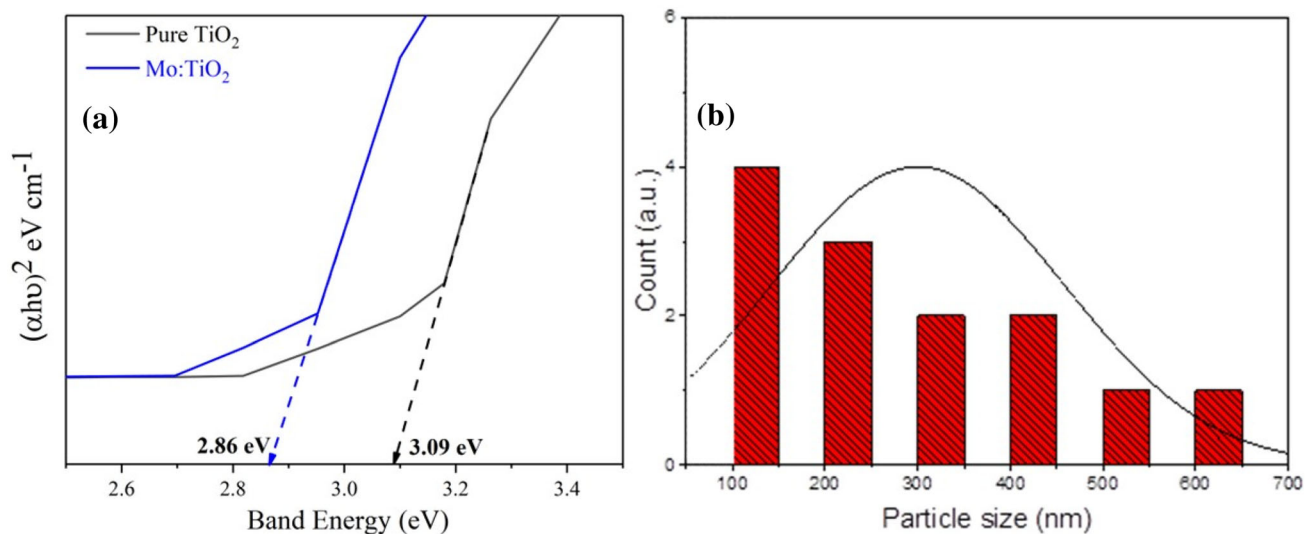 Pure TiO₂
Mo:TiO₂
(a)
(αhυ)² eV cm⁻¹
2.86 eV
3.09 eV
2.6 2.8 3.0 3.2 3.4
Band Energy (eV)
(b)
6
4
2
0
Count (a.u.)
100 200 300 400 500 600 700
Particle size (nm)